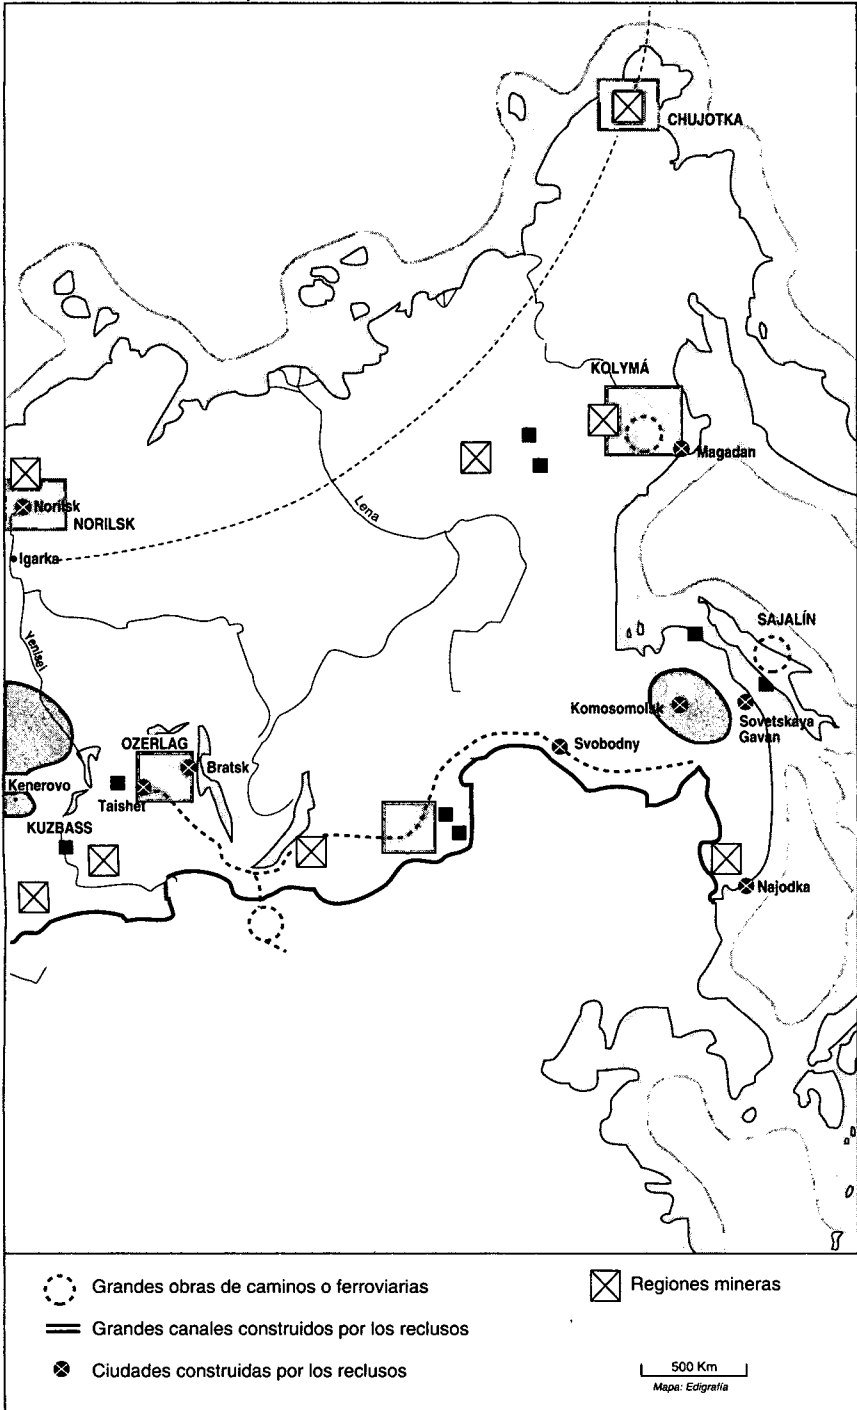 CHUJOTKA
KOLYMÁ
Magadan
Lena
Norilsk
NORILSK
Igarka
Yenisei
SAJALÍN
Komosomolsk
Sovetskaya
Gavan
Svobodny
OZERLAG
Bratsk
Kenerovo
Taishet
KUZBASS
Najodka
Grandes obras de caminos o ferroviarias
Regiones mineras
Grandes canales construidos por los reclusos
Ciudades construidas por los reclusos
500 Km
Mapa: Edigrafía